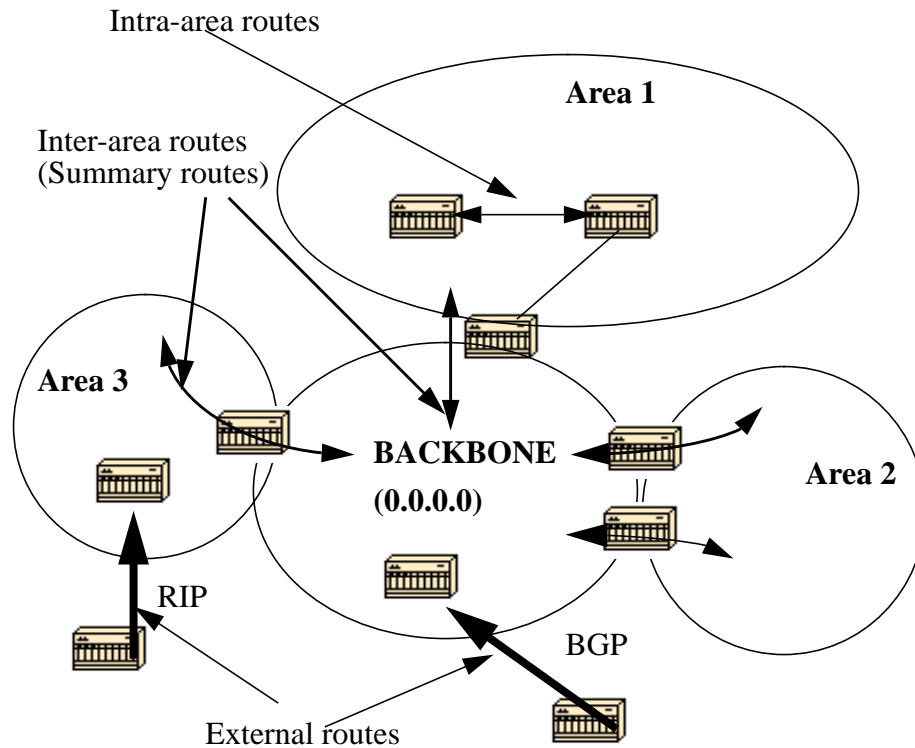 Intra-area routes
Area 1
Inter-area routes
(Summary routes)
Area 3
BACKBONE
(0.0.0.0)
Area 2
RIP
BGP
External routes